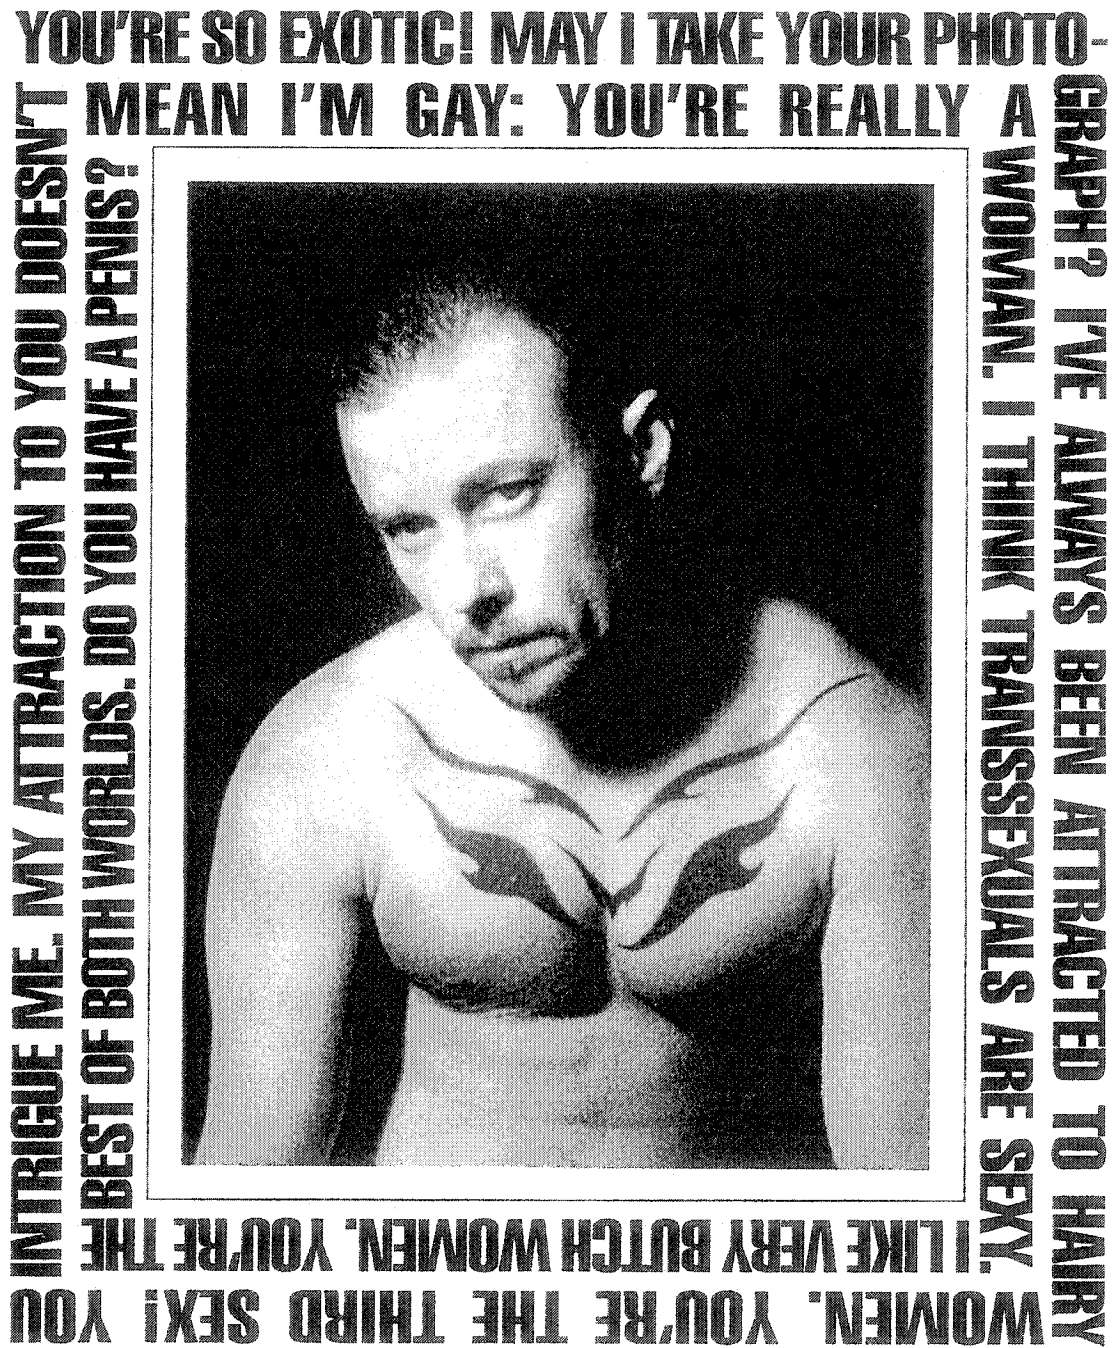 YOU'RE SO EXOTIC! MAY I TAKE YOUR PHOTO-
GRAPH? I'VE ALWAYS BEEN ATTRACTED TO HAIRY
WOMEN. YOU'RE THE THIRD SEX! YOU
INTRIGUE ME. MY ATTRACTION TO YOU DOESN'T
MEAN I'M GAY: YOU'RE REALLY A
WOMAN. I THINK TRANSSEXUALS ARE SEXY.
I LIKE VERY BUTCH WOMEN. YOU'RE THE
BEST OF BOTH WORLDS. DO YOU HAVE A PENIS?